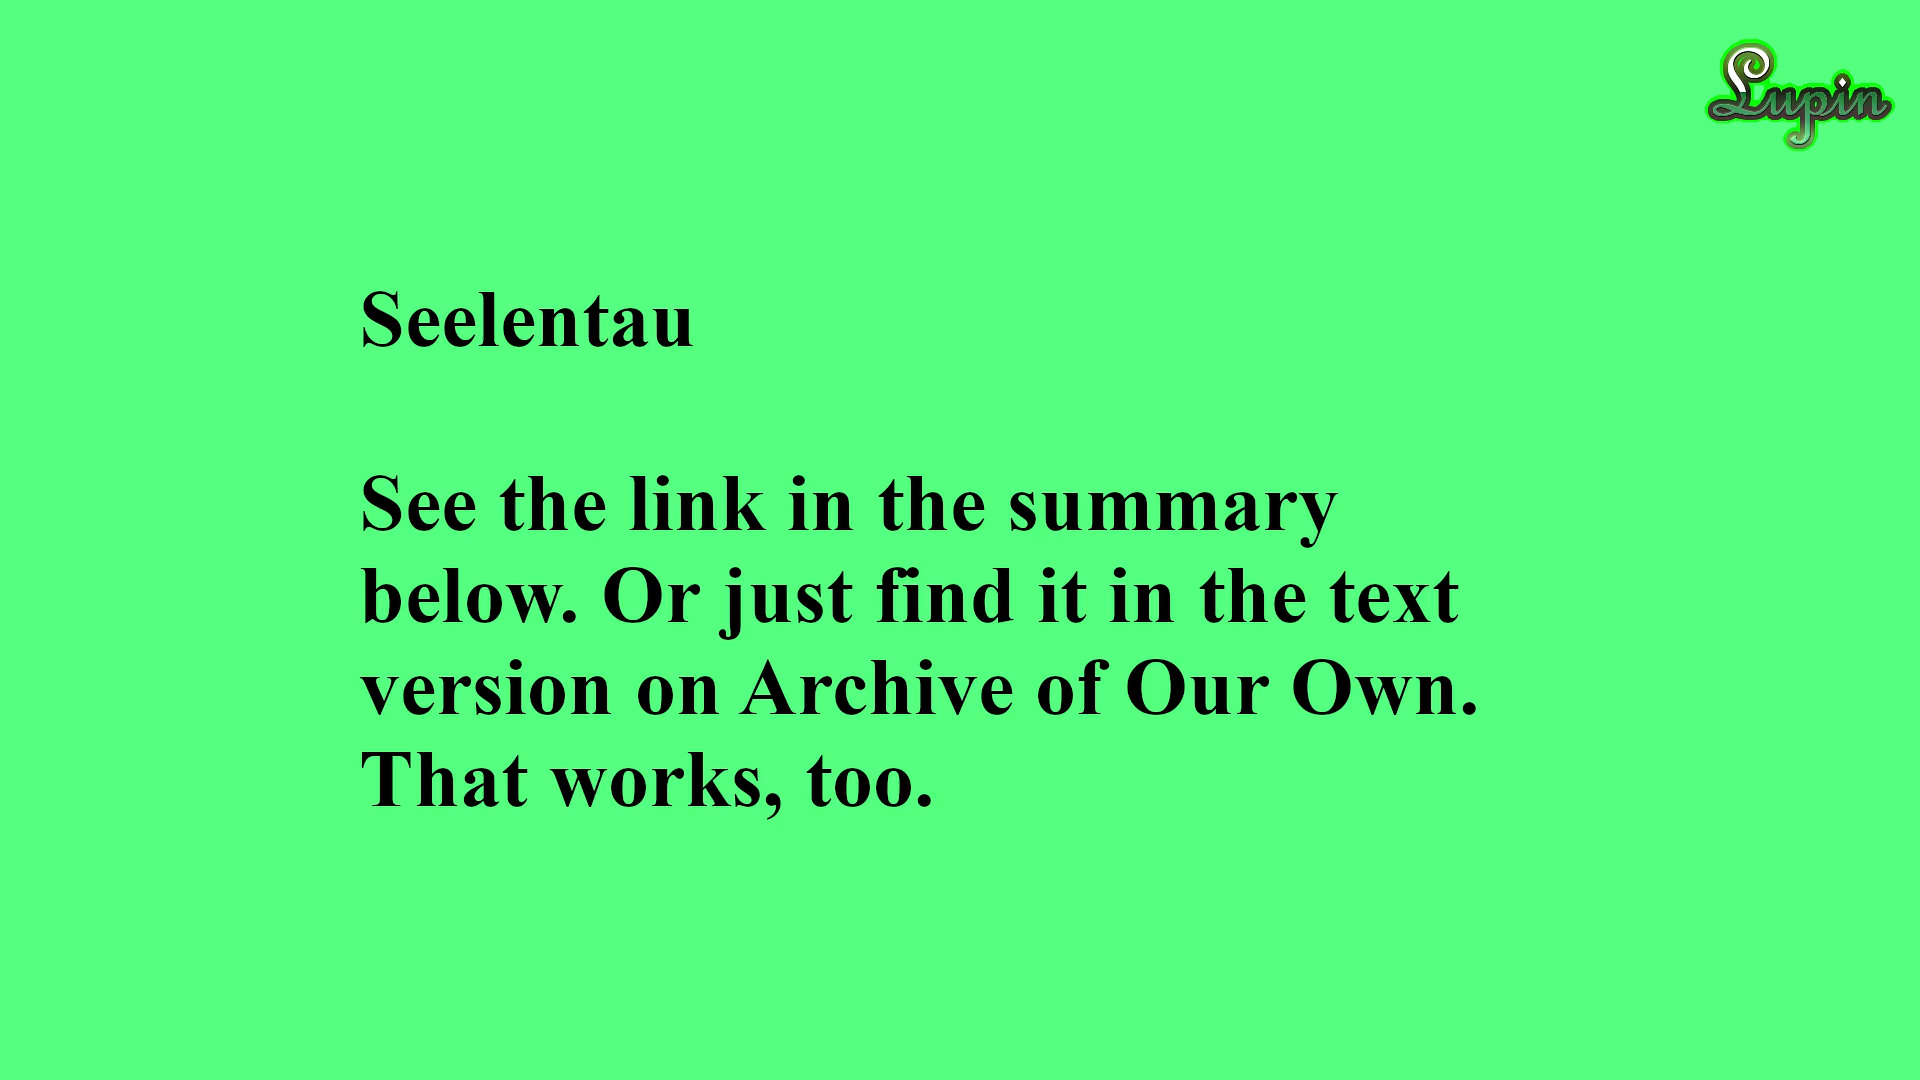 Lupin
Seelentau
See the link in the summary
below. Or just find it in the text
version on Archive of Our Own.
That works, too.